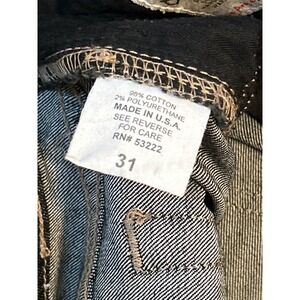 98% COTTON
2% POLYURETHANE
MADE IN U.S.A.
SEE REVERSE
FOR CARE
RN# 53222
31